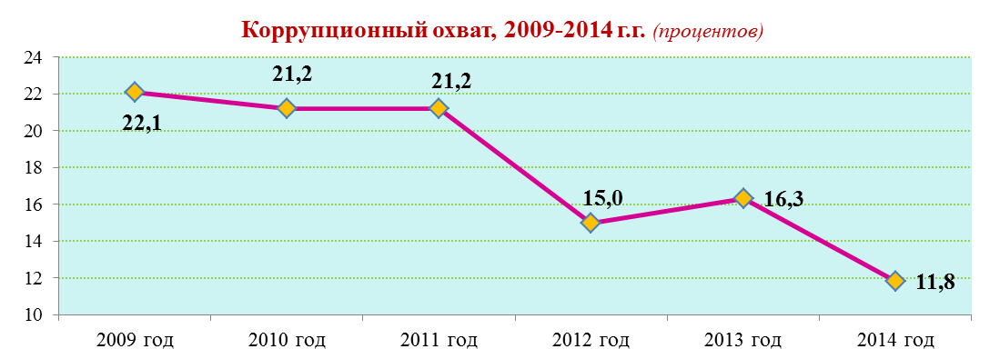 Коррупционный охват, 2009-2014 г.г. (процентов)
24
22
20
18
16
14
12
10
22,1
21,2
21,2
15,0
16,3
11,8
2009 год
2010 год
2011 год
2012 год
2013 год
2014 год